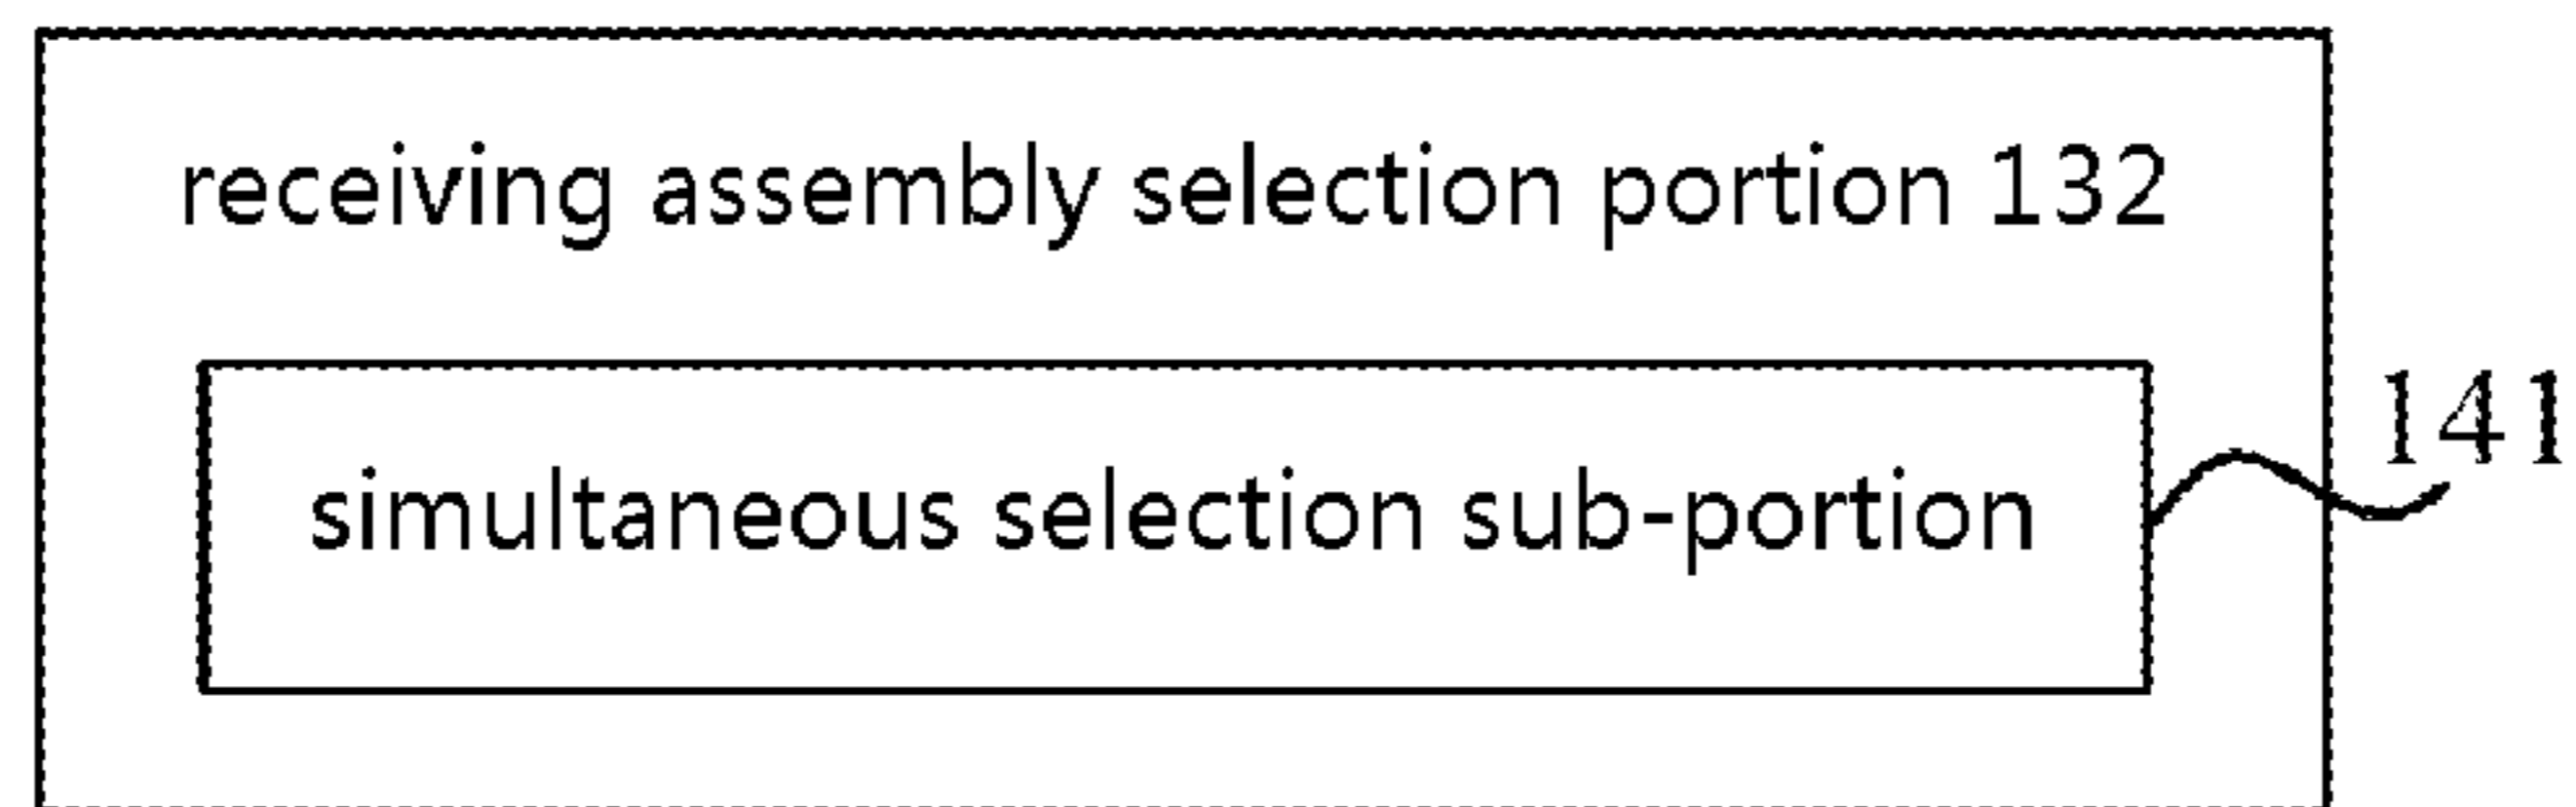 receiving assembly selection portion 132
141
simultaneous selection sub-portion